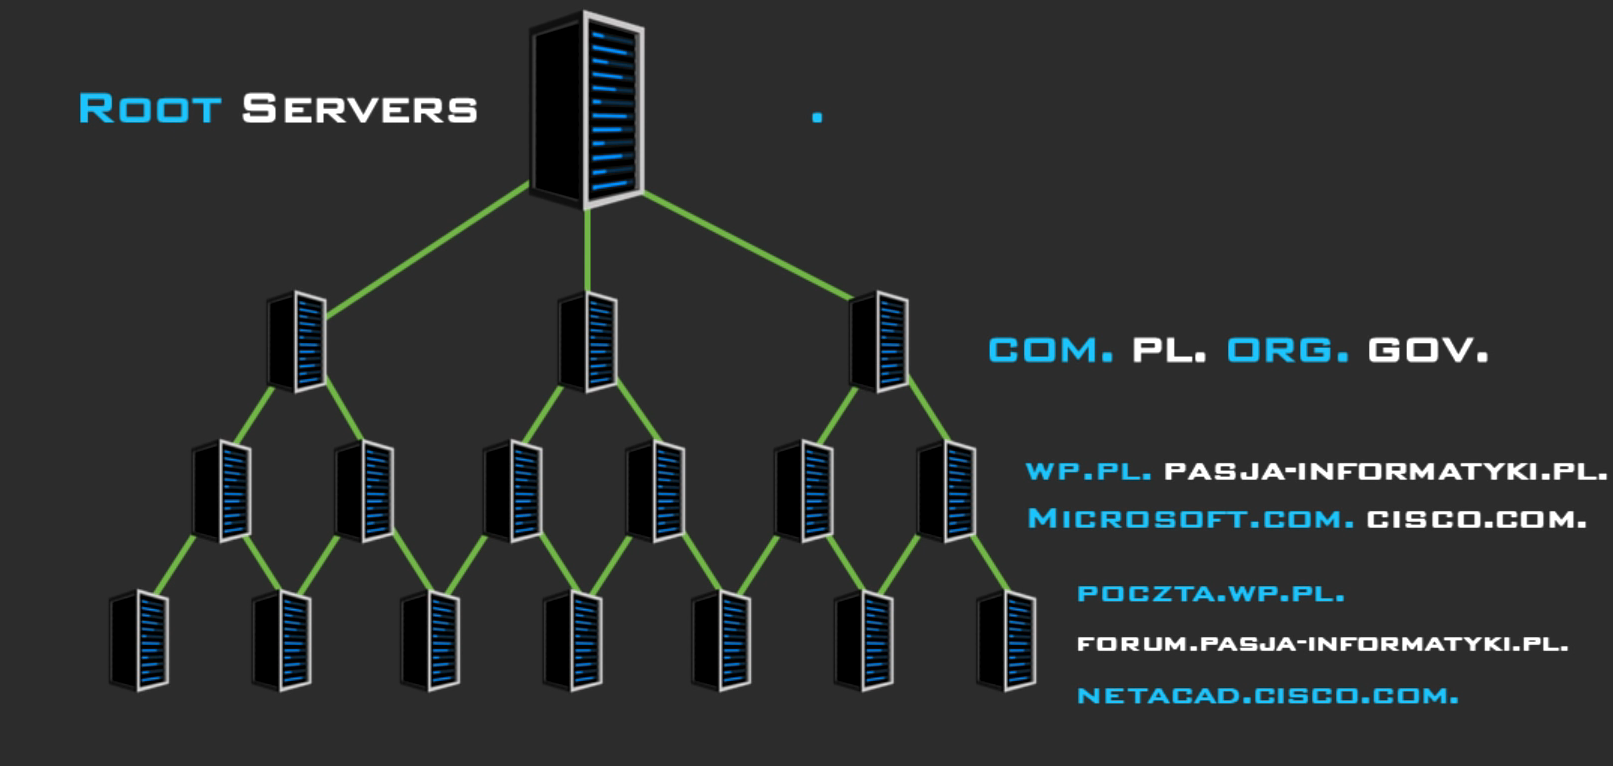 Root Servers .
COM. PL. ORG. GOV.
WP.PL. PASJA-INFORMATYKI.PL.
Microsoft.com. CISCO.COM.
POCZTA.WP.PL.
FORUM.PASJA-INFORMATYKI.PL.
NETACAD.CISCO.COM.